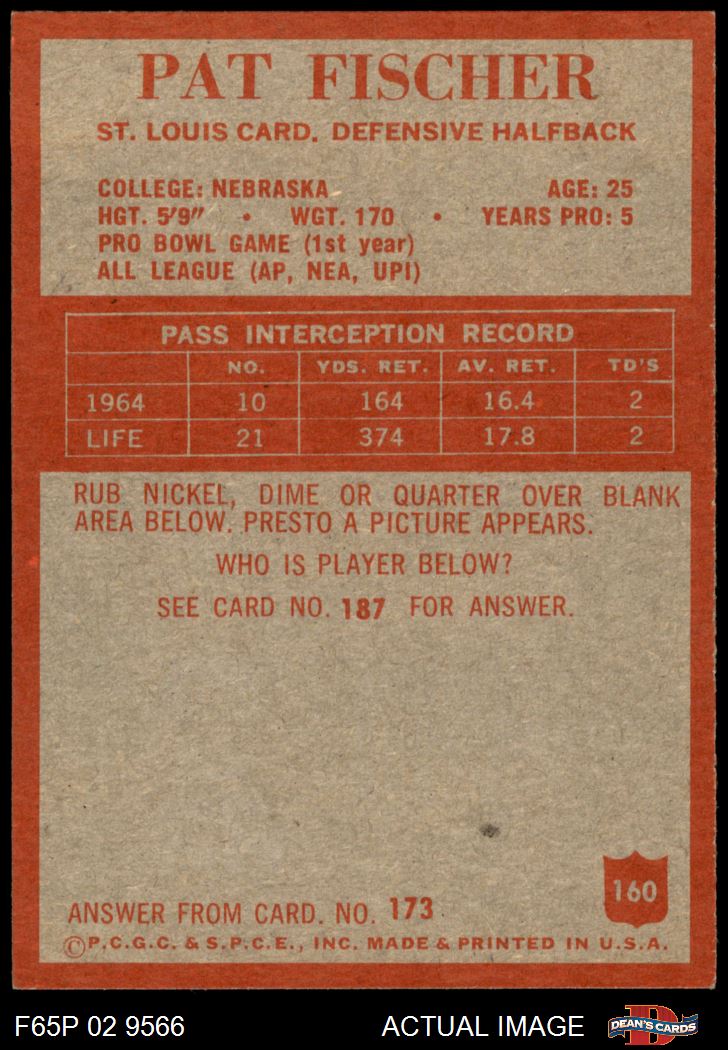 PAT FISCHER
ST. LOUIS CARD. DEFENSIVE HALFBACK
COLLEGE: NEBRASKA AGE: 25
HGT. 5'9" • WGT. 170 • YEARS PRO: 5
PRO BOWL GAME (1st year)
ALL LEAGUE (AP, NEA, UPI)
PASS INTERCEPTION RECORD
NO. YDS. RET. AV. RET. TD'S
1964 10 164 16.4 2
LIFE 21 374 17.8 2
RUB NICKEL, DIME OR QUARTER OVER BLANK
AREA BELOW. PRESTO A PICTURE APPEARS.
WHO IS PLAYER BELOW?
SEE CARD NO. 187 FOR ANSWER.
160
ANSWER FROM CARD. NO. 173
©P.C.G.C. & S.P.C.E., INC. MADE & PRINTED IN U.S.A.
F65P 02 9566 ACTUAL IMAGE D DEAN'S CARDS